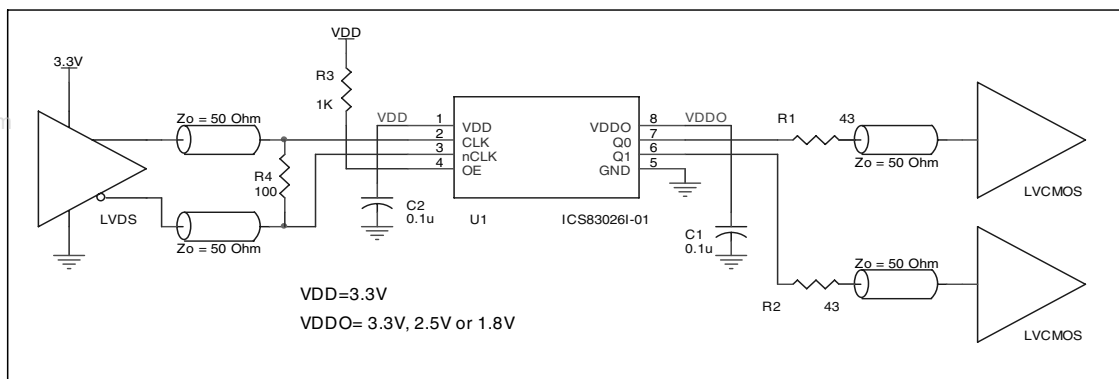 VDD
3.3V
R3
1K
Zo = 50 Ohm
R4
100
LVDS
Zo = 50 Ohm
VDD
1
2
3
4
VDD
CLK
nCLK
OE
C2
0.1u
U1
VDDO
Q0
Q1
GND
8
7
6
5
ICS83026I-01
VDDO
C1
0.1u
R1
43
Zo = 50 Ohm
LVCMOS
Zo = 50 Ohm
R2
43
LVCMOS
VDD=3.3V
VDDO= 3.3V, 2.5V or 1.8V